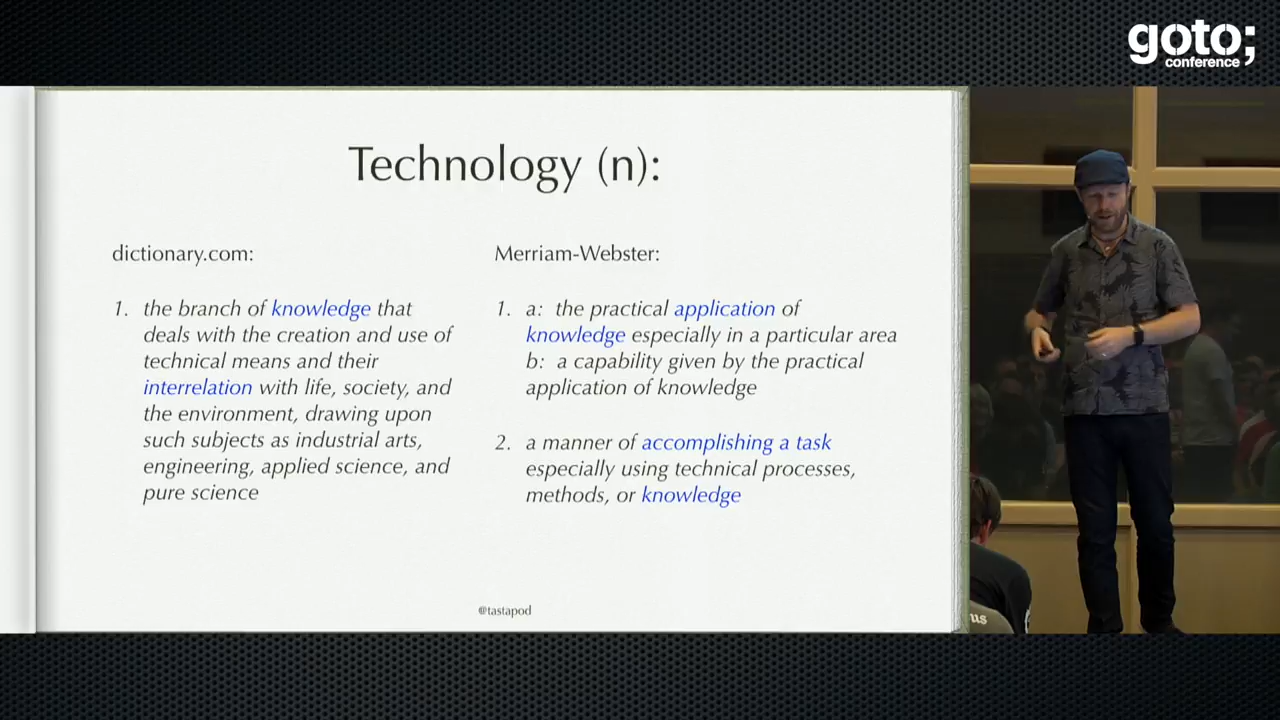 goto;
conference
Technology (n):
dictionary.com:
1. the branch of knowledge that
deals with the creation and use of
technical means and their
interrelation with life, society, and
the environment, drawing upon
such subjects as industrial arts,
engineering, applied science, and
pure science
Merriam-Webster:
1. a: the practical application of
knowledge especially in a particular area
b: a capability given by the practical
application of knowledge
2. a manner of accomplishing a task
especially using technical processes,
methods, or knowledge
@tastapod